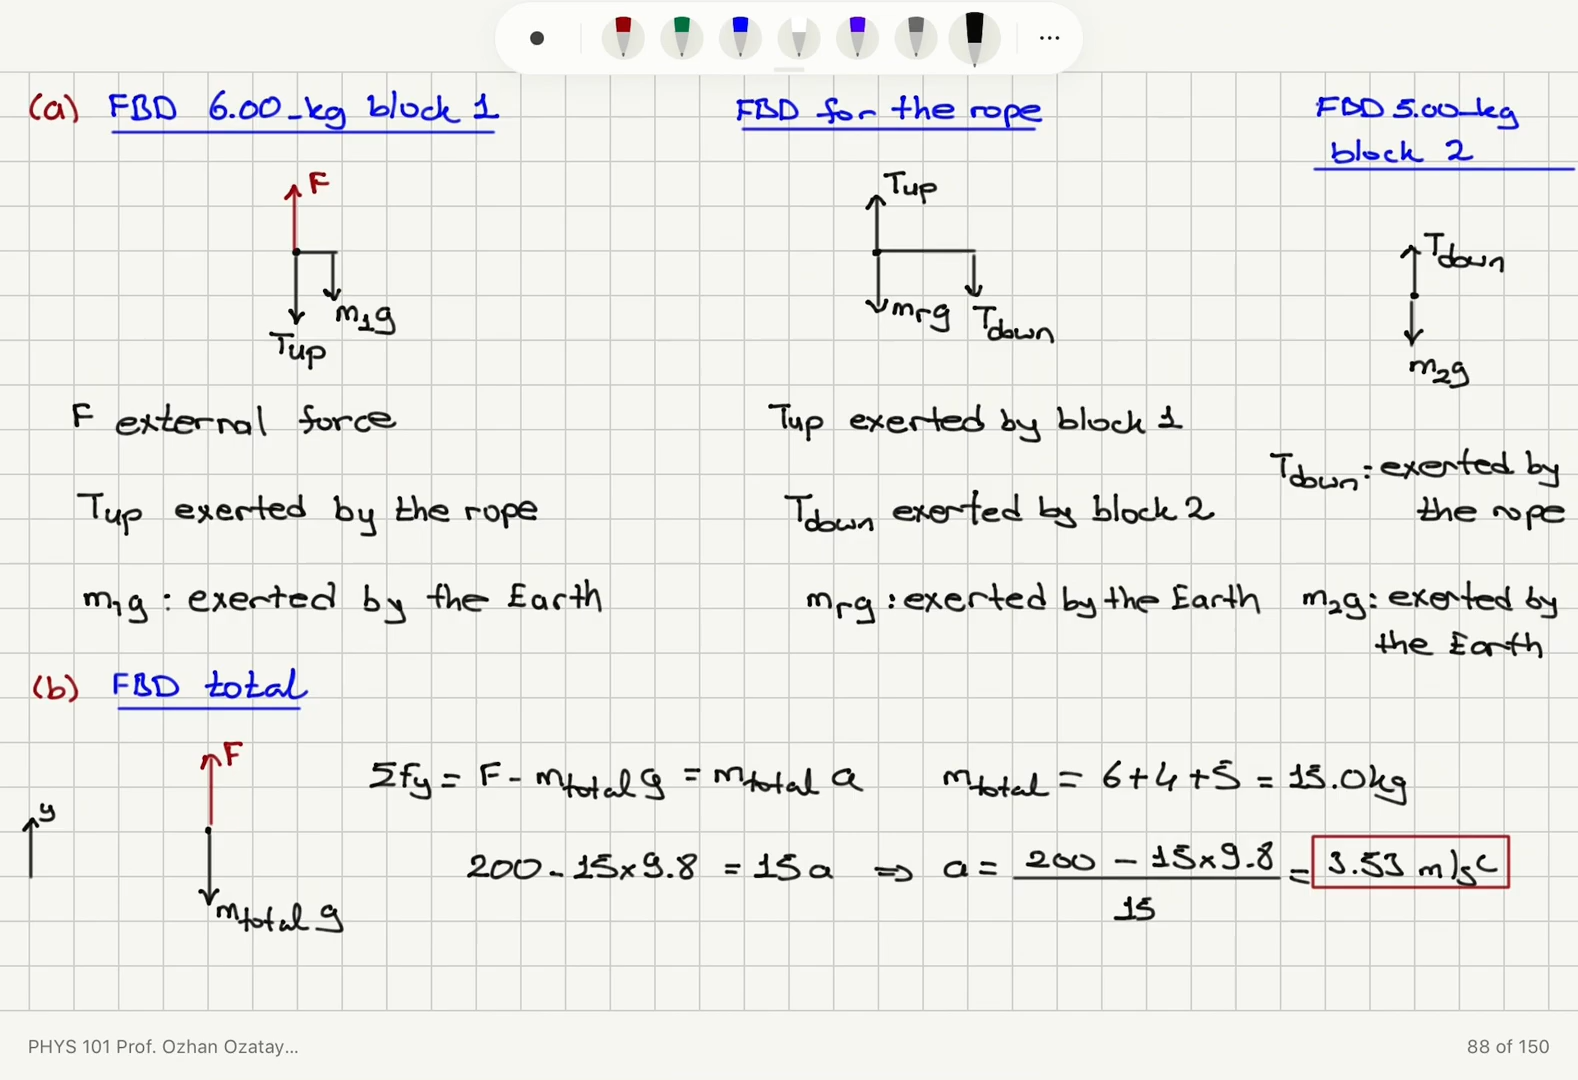 (a) FBD 6.00-kg block 1
F
m1g
Tup
F external force
Tup exerted by the rope
m1g : exerted by the Earth
FBD for the rope
Tup
mrg Tdown
Tup exerted by block 1
Tdown exerted by block 2
mrg : exerted by the Earth
FBD 5.00-kg
block 2
Tdown
m2g
Tdown : exerted by
the rope
m2g : exerted by
the Earth
(b) FBD total
F
y
mtotal g
Σfy = F - mtotal g = mtotal a
mtotal = 6+4+5 = 15.0kg
200 - 15×9.8 = 15a ⇒ a = (200 - 15×9.8)/15 = 3.53 m/s
PHYS 101 Prof. Ozhan Ozatay...
88 of 150